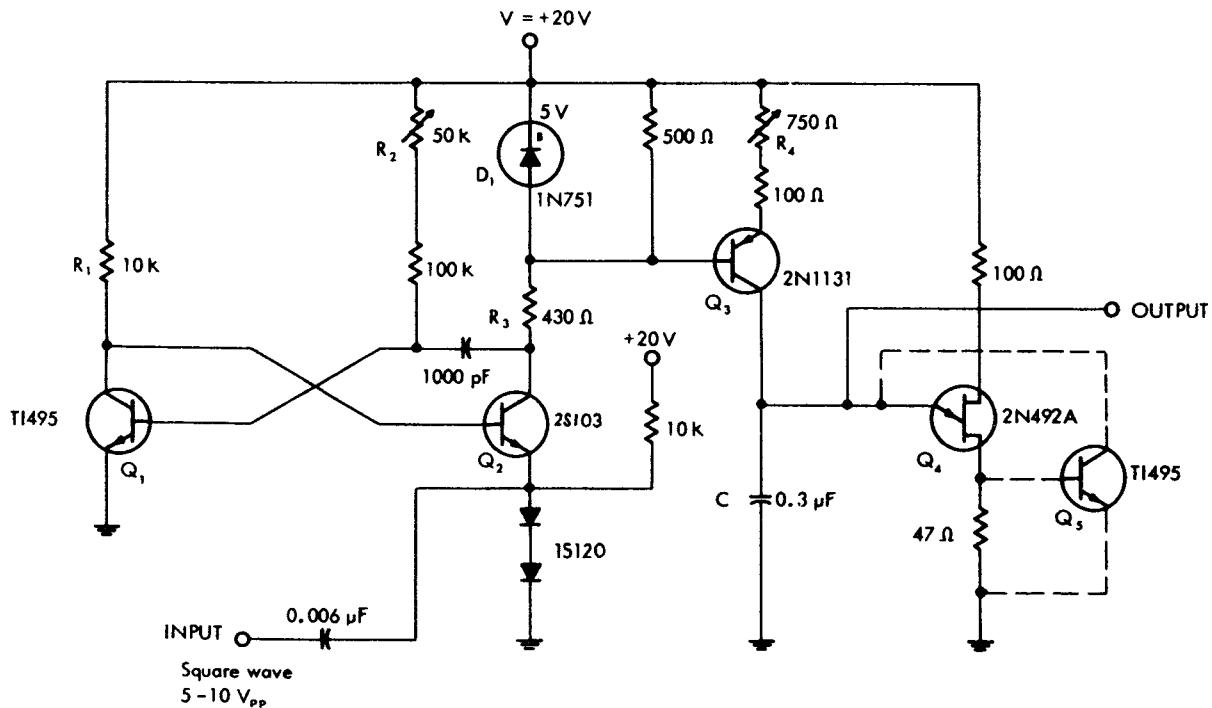 V = +20 V
R2
50 k
5 V
B
D1
1N751
500 Ω
750 Ω
R4
100 Ω
R1
10 k
100 k
2N1131
Q3
100 Ω
R3
430 Ω
OUTPUT
+20 V
1000 pF
TI495
Q1
2S103
Q2
10 k
2N492A
Q4
TI495
Q5
C
0.3 μF
47 Ω
1S120
0.006 μF
INPUT
Square wave
5 –10 VPP